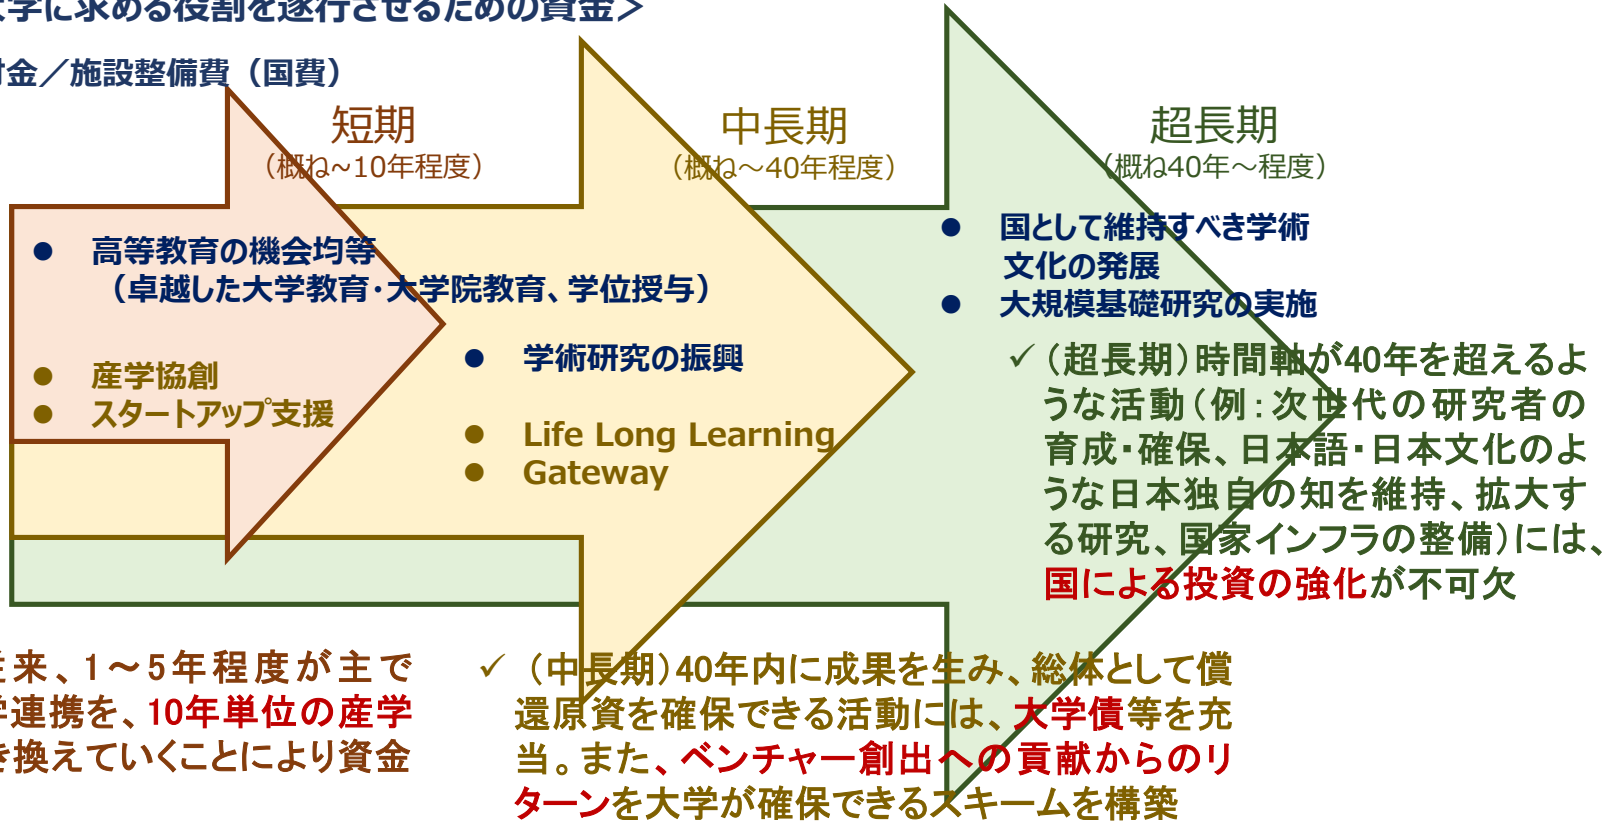 大学に求める役割を遂行させるための資金＞
付金／施設整備費（国費）
短期
（概ね~10年程度）
中長期
（概ね～40年程度）
超長期
（概ね40年～程度）
● 高等教育の機会均等
（卓越した大学教育・大学院教育、学位授与）
● 産学協創
● スタートアップ支援
● 学術研究の振興
● Life Long Learning
● Gateway
● 国として維持すべき学術
文化の発展
● 大規模基礎研究の実施
✓（超長期）時間軸が40年を超えるよ
うな活動（例：次世代の研究者の
育成・確保、日本語・日本文化のよ
うな日本独自の知を維持、拡大す
る研究、国家インフラの整備）には、
国による投資の強化が不可欠
来、1～5年程度が主で
学連携を、10年単位の産学
き換えていくことにより資金
✓（中長期）40年内に成果を生み、総体として償
還原資を確保できる活動には、大学債等を充
当。また、ベンチャー創出への貢献からのリ
ターンを大学が確保できるスキームを構築